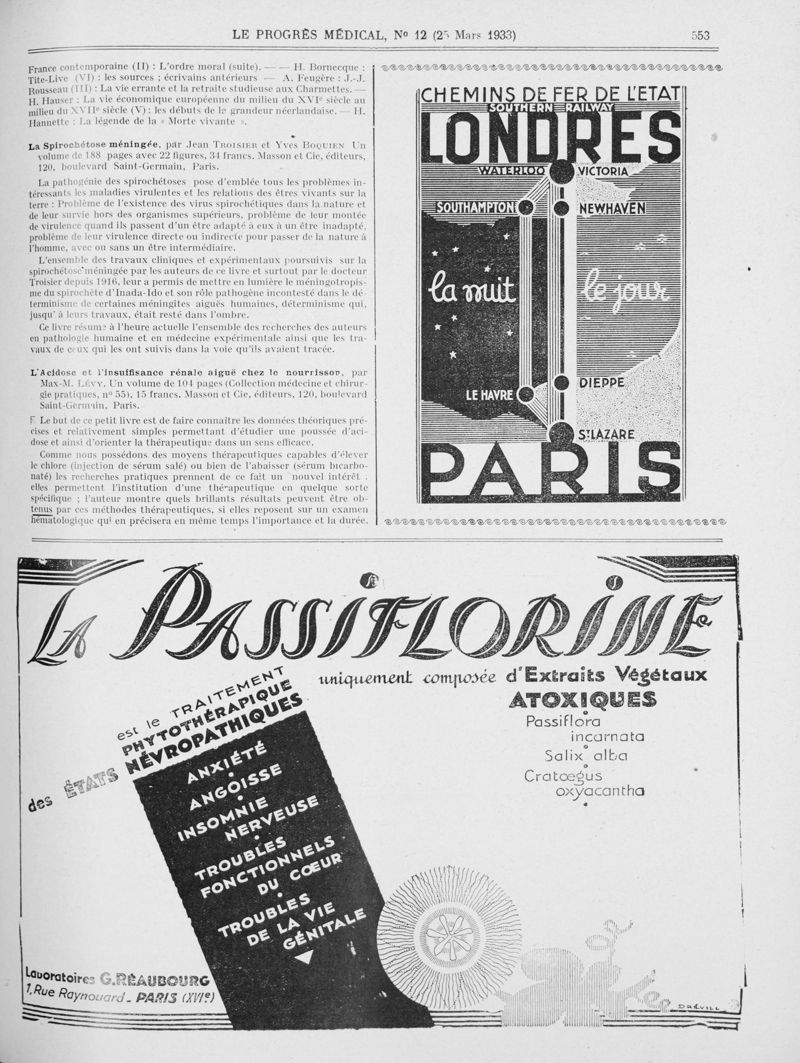 LE PROGRÈS MÉDICAL, N° 12 (25 Mars 1933)
553
France contemporaine (II) : L'ordre moral (suite). — — H. Bornecque :
Tite-Live (VI) : les sources ; écrivains antérieurs — A. Feugère : J.-J.
Rousseau (III) : La vie errante et la retraite studieuse aux Charmettes. —
H. Hauser : La vie économique européenne du milieu du XVIe siècle au
milieu du XVIIe siècle (V) : les débuts de la grandeur néerlandaise. — H.
Hannette : La légende de la « Morte vivante ».
La Spirochétose méningée, par Jean TROISIER et Yves BOQUIEN Un
volume de 188 pages avec 22 figures, 34 francs. Masson et Cie, éditeurs,
120, boulevard Saint-Germain, Paris.
La pathogénie des spirochétoses pose d'emblée tous les problèmes in-
téressants les maladies virulentes et les relations des êtres vivants sur la
terre : Problème de l'existence des virus spirochétiques dans la nature et
de leur survie hors des organismes supérieurs, problème de leur montée
de virulence quand ils passent d'un être adapté à eux à un être inadapté,
problème de leur virulence directe ou indirecte pour passer de la nature à
l'homme, avec ou sans un être intermédiaire.
L'ensemble des travaux cliniques et expérimentaux poursuivis sur la
spirochétose méningée par les auteurs de ce livre et surtout par le docteur
Troisier depuis 1916, leur a permis de mettre en lumière le méningotropis-
me du spirochète d'Inada-Ido et son rôle pathogène incontesté dans le dé-
terminisme de certaines méningites aiguës humaines, déterminisme qui,
jusqu' à leurs travaux, était resté dans l'ombre.
Ce livre résume à l'heure actuelle l'ensemble des recherches des auteurs
en pathologie humaine et en médecine expérimentale ainsi que les tra-
vaux de ceux qui les ont suivis dans la voie qu'ils avaient tracée.
L'Acidose et l'insuffisance rénale aiguë chez le nourrisson, par
Max-M. LÉVY. Un volume de 104 pages (Collection médecine et chirur-
gie pratiques, n° 55), 15 francs. Masson et Cie, éditeurs, 120, boulevard
Saint-Germain, Paris.
Le but de ce petit livre est de faire connaître les données théoriques pré-
cises et relativement simples permettant d'étudier une poussée d'aci-
dose et ainsi d'orienter la thérapeutique dans un sens efficace.
Comme nous possédons des moyens thérapeutiques capables d'élever
le chlore (injection de sérum salé) ou bien de l'abaisser (sérum bicarbo-
naté) les recherches pratiques prennent de ce fait un nouvel intérêt :
elles permettent l'institution d'une thérapeutique en quelque sorte
spécifique ; l'auteur montre quels brillants résultats peuvent être ob-
tenus par ces méthodes thérapeutiques, si elles reposent sur un examen
hématologique qui en précisera en même temps l'importance et la durée.
CHEMINS DE FER DE L'ETAT
SOUTHERN RAILWAY
LONDRES
WATERLOO VICTORIA
SOUTHAMPTON NEWHAVEN
la nuit le jour
DIEPPE
LE HAVRE
ST LAZARE
PARIS
LA PASSIFLORINE
uniquement composée d'Extraits Végétaux
ATOXIQUES
Passiflora
incarnata
Salix alba
Cratœgus
oxyacantha
est le TRAITEMENT
PHYTOTHÉRAPIQUE
des ÉTATS NÉVROPATHIQUES
ANXIÉTÉ
ANGOISSE
INSOMNIE
NERVEUSE
TROUBLES
FONCTIONNELS
DU CŒUR
TROUBLES
DE LA VIE
GÉNITALE
Laboratoires G. RÉAUBOURG
1, Rue Raynouard - PARIS (XVIe)